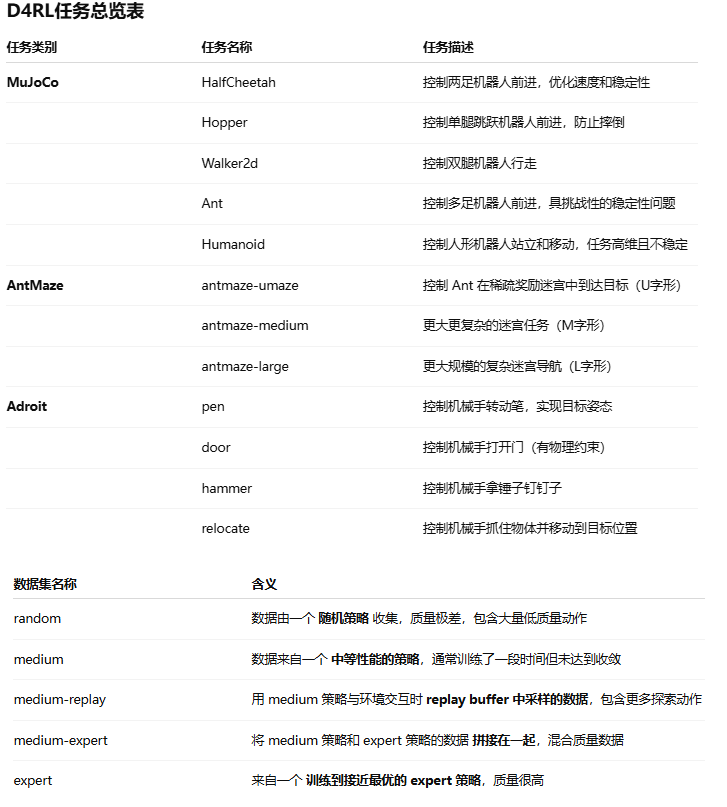 D4RL任务总览表
任务类别 任务名称 任务描述
MuJoCo HalfCheetah 控制两足机器人前进，优化速度和稳定性
Hopper 控制单腿跳跃机器人前进，防止摔倒
Walker2d 控制双腿机器人行走
Ant 控制多足机器人前进，具挑战性的稳定性问题
Humanoid 控制人形机器人站立和移动，任务高维且不稳定
AntMaze antmaze-umaze 控制 Ant 在稀疏奖励迷宫中到达目标（U字形）
antmaze-medium 更大更复杂的迷宫任务（M字形）
antmaze-large 更大规模的复杂迷宫导航（L字形）
Adroit pen 控制机械手转动笔，实现目标姿态
door 控制机械手打开门（有物理约束）
hammer 控制机械手拿锤子钉钉子
relocate 控制机械手抓住物体并移动到目标位置
数据集名称 含义
random 数据由一个 随机策略 收集，质量极差，包含大量低质量动作
medium 数据来自一个 中等性能的策略，通常训练了一段时间但未达到收敛
medium-replay 用 medium 策略与环境交互时 replay buffer 中采样的数据，包含更多探索动作
medium-expert 将 medium 策略和 expert 策略的数据 拼接在一起，混合质量数据
expert 来自一个 训练到接近最优的 expert 策略，质量很高